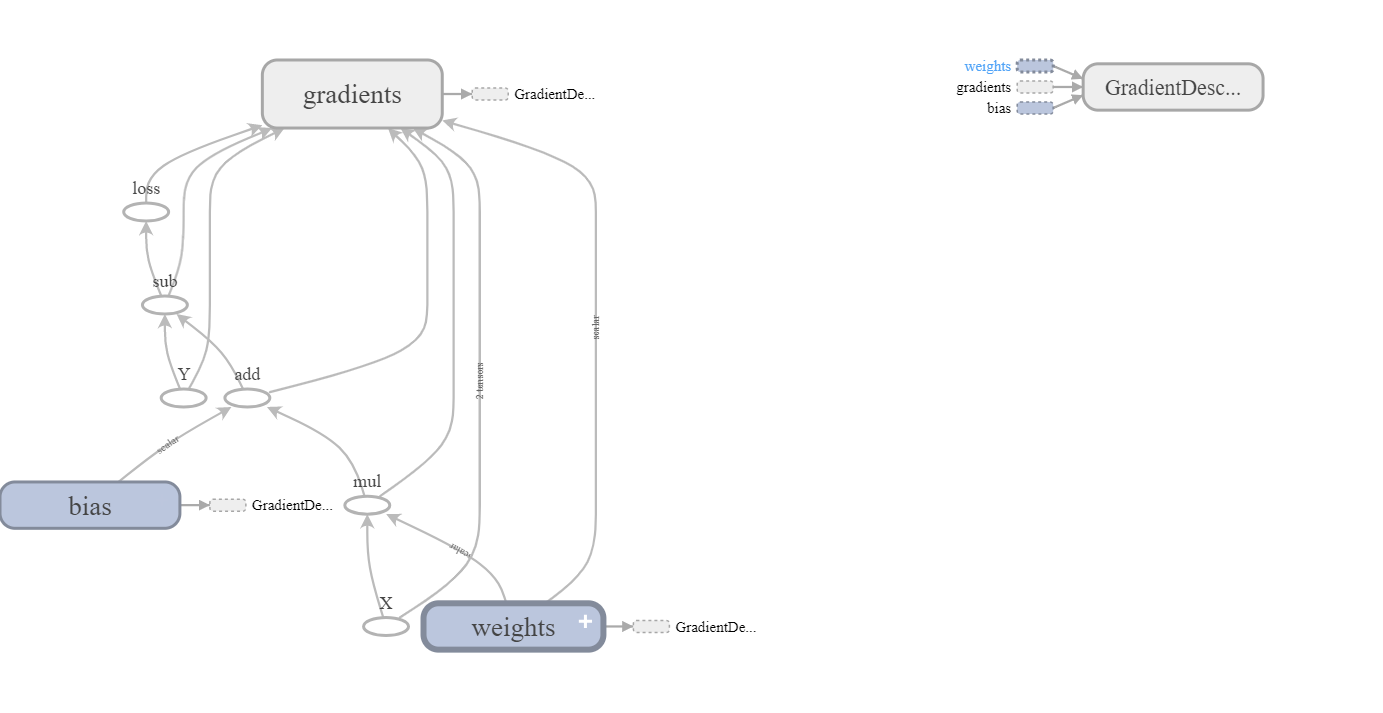 gradients
GradientDe...
weights
gradients
bias
GradientDesc...
loss
sub
scalar
Y
add
2 tensors
scalar
mul
bias
GradientDe...
scalar
X
weights
+
GradientDe...